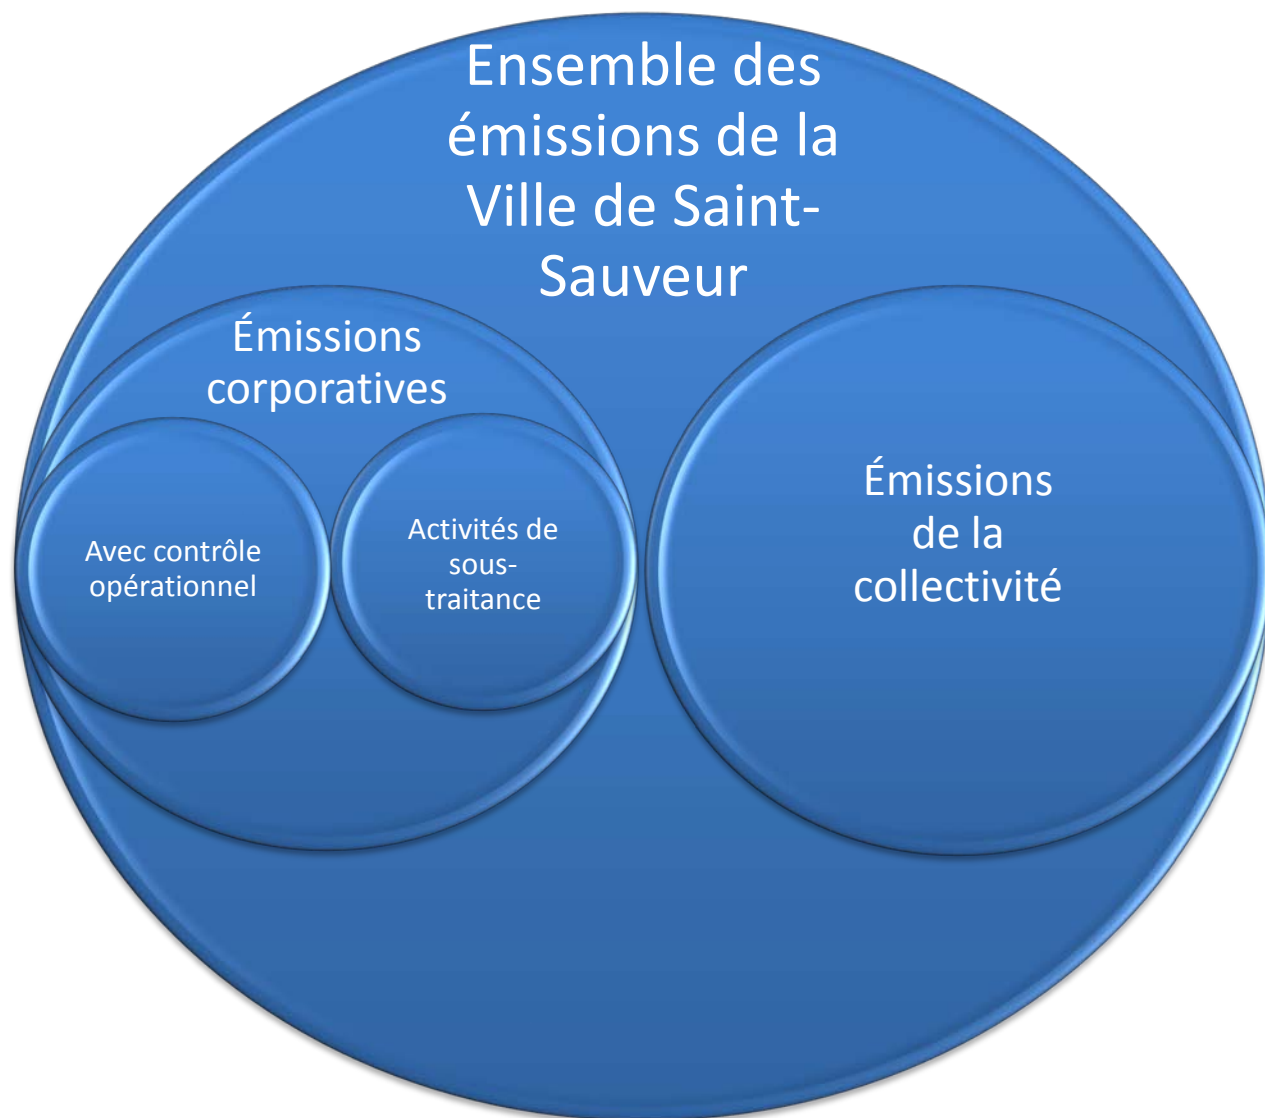 Ensemble des
émissions de la
Ville de Saint-
Sauveur
Émissions
corporatives
Avec contrôle
opérationnel
Activités de
sous-
traitance
Émissions
de la
collectivité